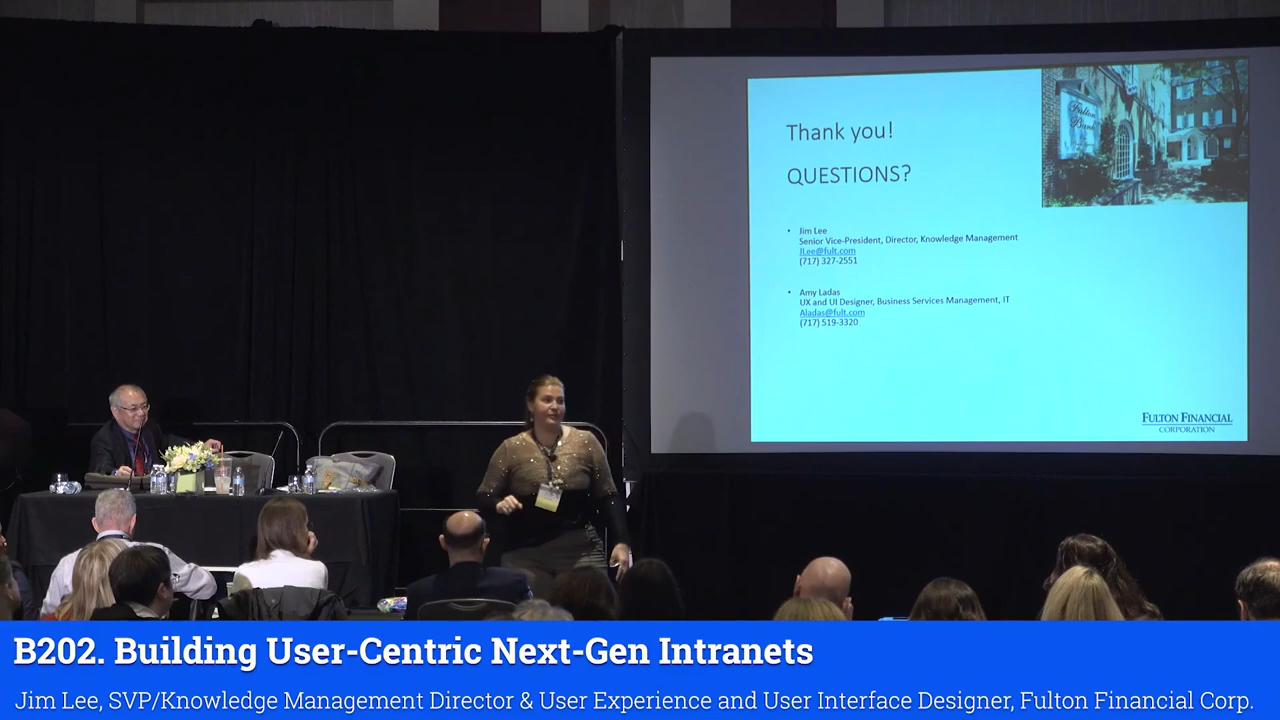 Thank you!
QUESTIONS?
Fulton
Bank
• Jim Lee
Senior Vice-President, Director, Knowledge Management
JLee@fult.com
(717) 327-2551
• Amy Ladas
UX and UI Designer, Business Services Management, IT
Aladas@fult.com
(717) 519-3320
FULTON FINANCIAL
CORPORATION
B202. Building User-Centric Next-Gen Intranets
Jim Lee, SVP/Knowledge Management Director & User Experience and User Interface Designer, Fulton Financial Corp.